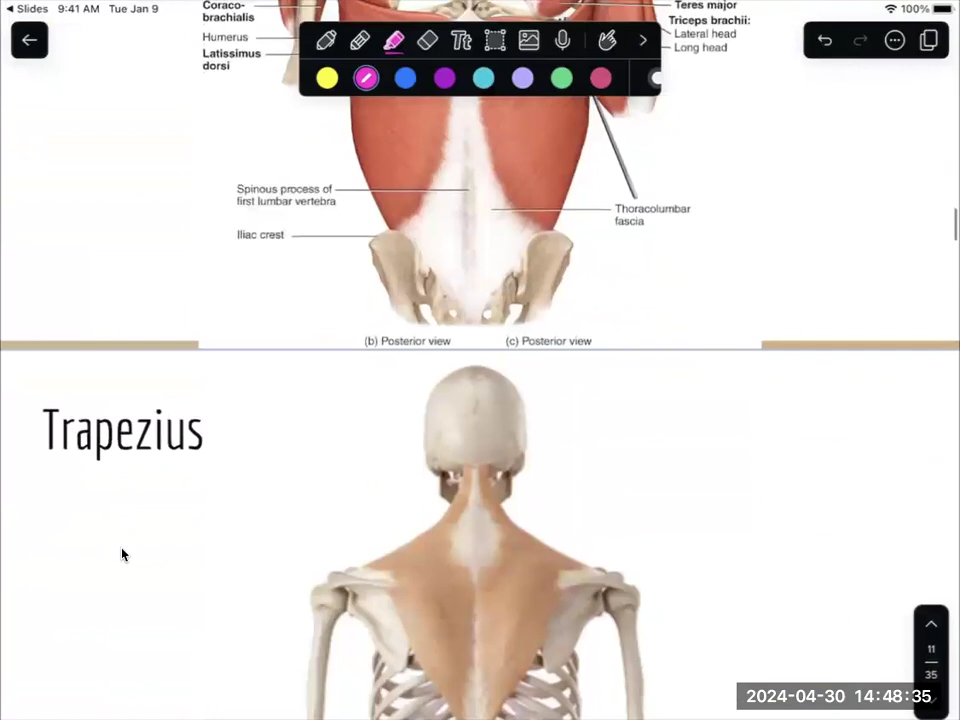 Slides 9:41 AM Tue Jan 9
100%
Coraco-
brachialis
Humerus
Latissimus
dorsi
Teres major
Triceps brachii:
Lateral head
Long head
Tt
Spinous process of
first lumbar vertebra
Iliac crest
Thoracolumbar
fascia
(b) Posterior view
(c) Posterior view
Trapezius
11
35
2024-04-30 14:48:35